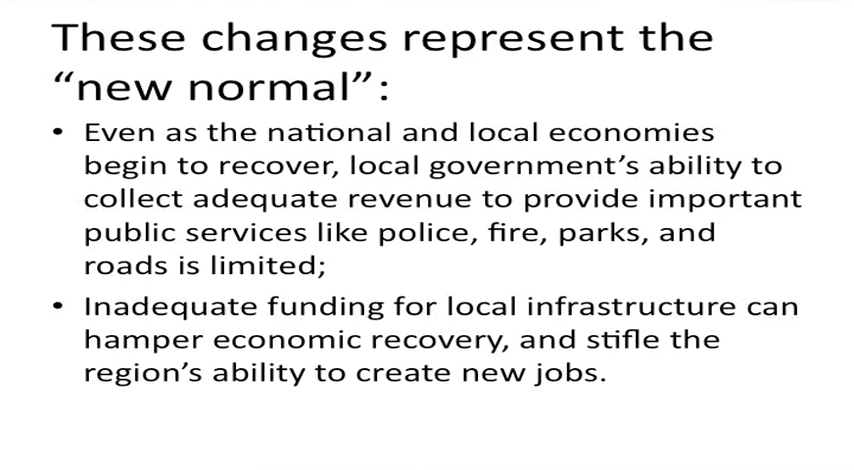 These changes represent the
“new normal”:
• Even as the national and local economies
begin to recover, local government’s ability to
collect adequate revenue to provide important
public services like police, fire, parks, and
roads is limited;
• Inadequate funding for local infrastructure can
hamper economic recovery, and stifle the
region’s ability to create new jobs.